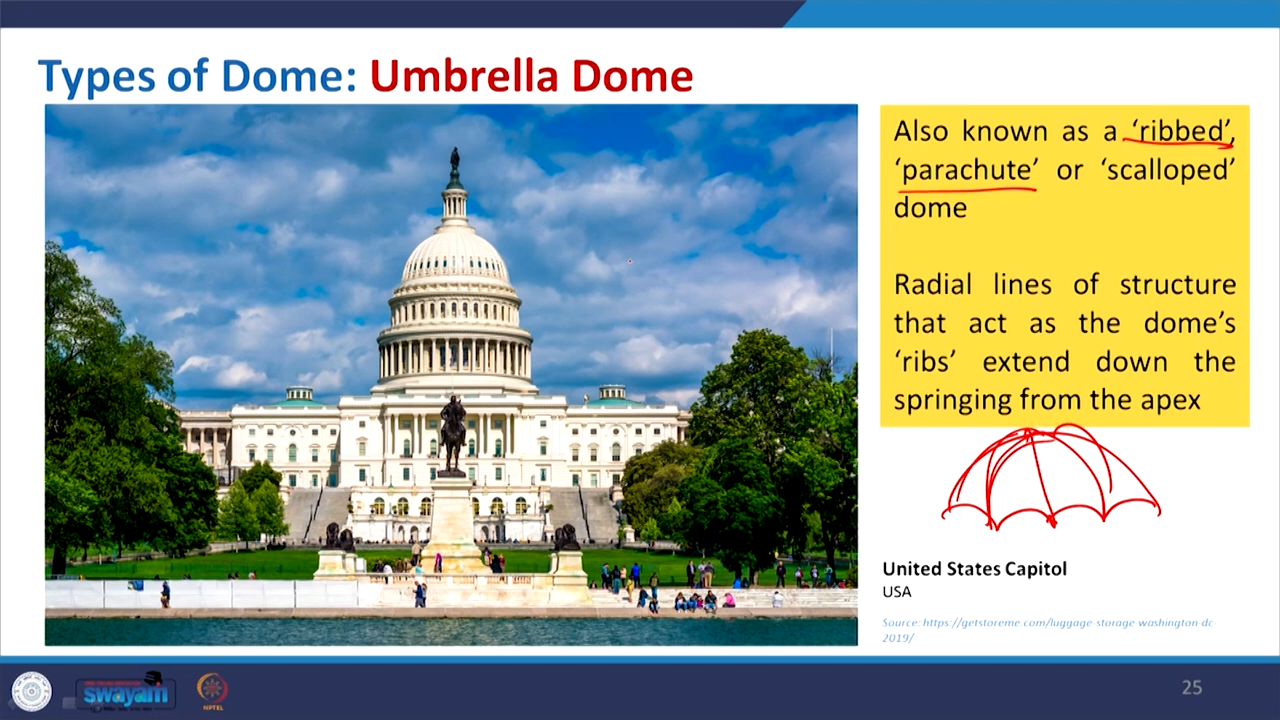 Types of Dome: Umbrella Dome
Also known as a ‘ribbed’,
‘parachute’ or ‘scalloped’
dome
Radial lines of structure
that act as the dome’s
‘ribs’ extend down the
springing from the apex
United States Capitol
USA
Source: https://getstoreme.com/luggage-storage-washington-dc-
2019/
swayam
NPTEL
25